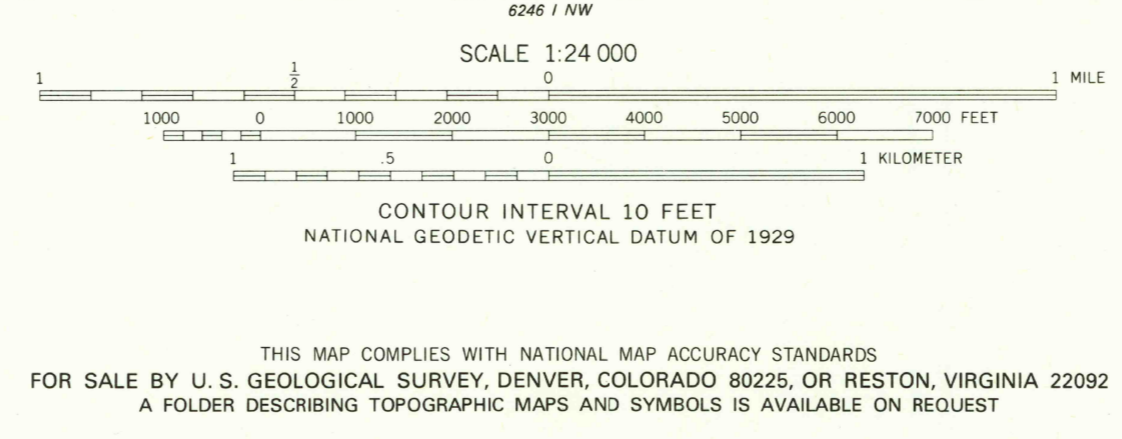 6246 I NW
SCALE 1:24 000
1 1/2 0 1 MILE
1000 0 1000 2000 3000 4000 5000 6000 7000 FEET
1 .5 0 1 KILOMETER
CONTOUR INTERVAL 10 FEET
NATIONAL GEODETIC VERTICAL DATUM OF 1929
THIS MAP COMPLIES WITH NATIONAL MAP ACCURACY STANDARDS
FOR SALE BY U. S. GEOLOGICAL SURVEY, DENVER, COLORADO 80225, OR RESTON, VIRGINIA 22092
A FOLDER DESCRIBING TOPOGRAPHIC MAPS AND SYMBOLS IS AVAILABLE ON REQUEST